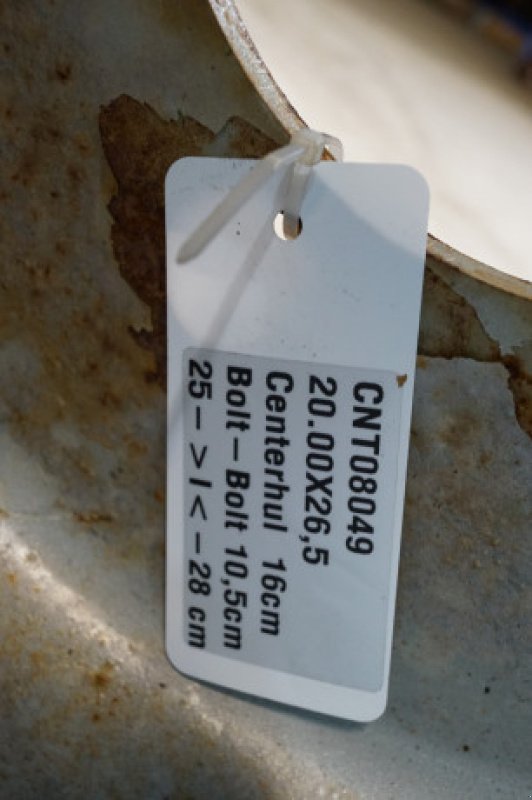 CNT08049
20.00X26,5
Centerhul 16cm
Bolt–Bolt 10,5cm
25– >I< –28 cm